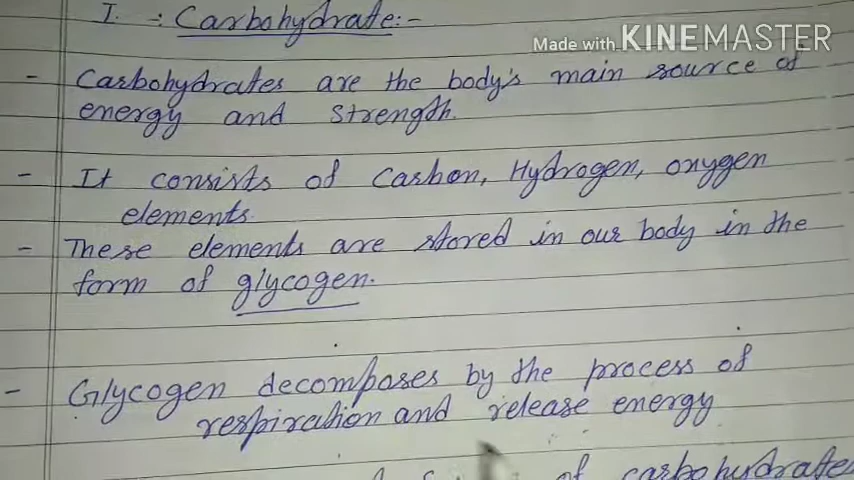 I. :- Carbohydrate:-
Made with KINEMASTER
- Carbohydrates are the body's main source of
energy and strength.
- It consists of Carbon, Hydrogen, oxygen
elements.
- These elements are stored in our body in the
form of glycogen.
- Glycogen decomposes by the process of
respiration and release energy
of carbohydrates